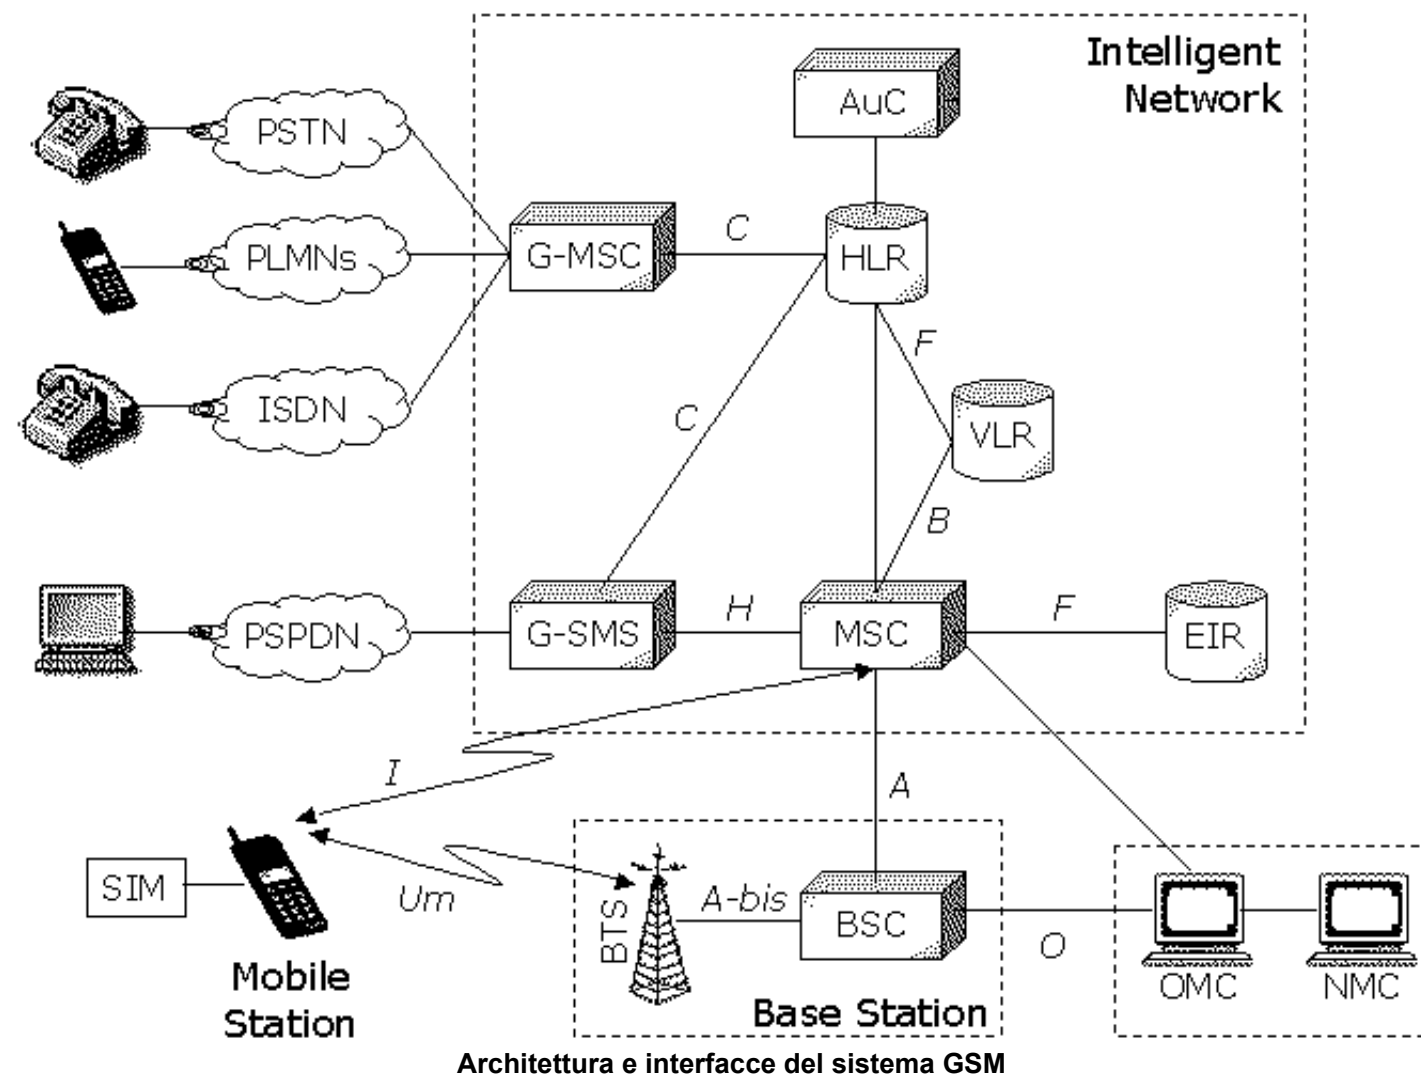 Intelligent
Network
AuC
PSTN
C
G-MSC
HLR
PLMNs
F
C
ISDN
VLR
B
H
F
PSPDN
G-SMS
MSC
EIR
I
A
SIM
Um
BTS
A-bis
BSC
O
OMC
NMC
Mobile
Station
Base Station
Architettura e interfacce del sistema GSM